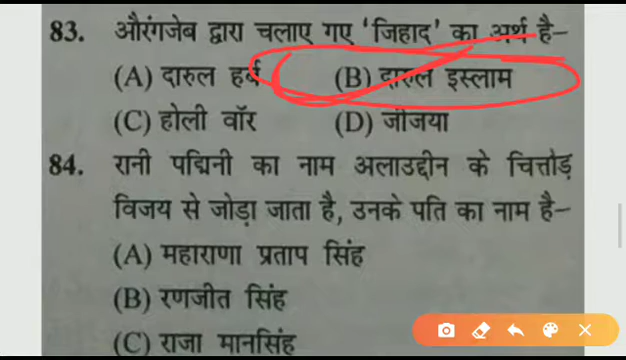 83. औरंगजेब द्वारा चलाए गए 'जिहाद' का अर्थ है–
(A) दारुल हर्ब (B) दारुल इस्लाम
(C) होली वॉर (D) जजिया
84. रानी पद्मिनी का नाम अलाउद्दीन के चित्तौड़
विजय से जोड़ा जाता है, उनके पति का नाम है–
(A) महाराणा प्रताप सिंह
(B) रणजीत सिंह
(C) राजा मानसिंह